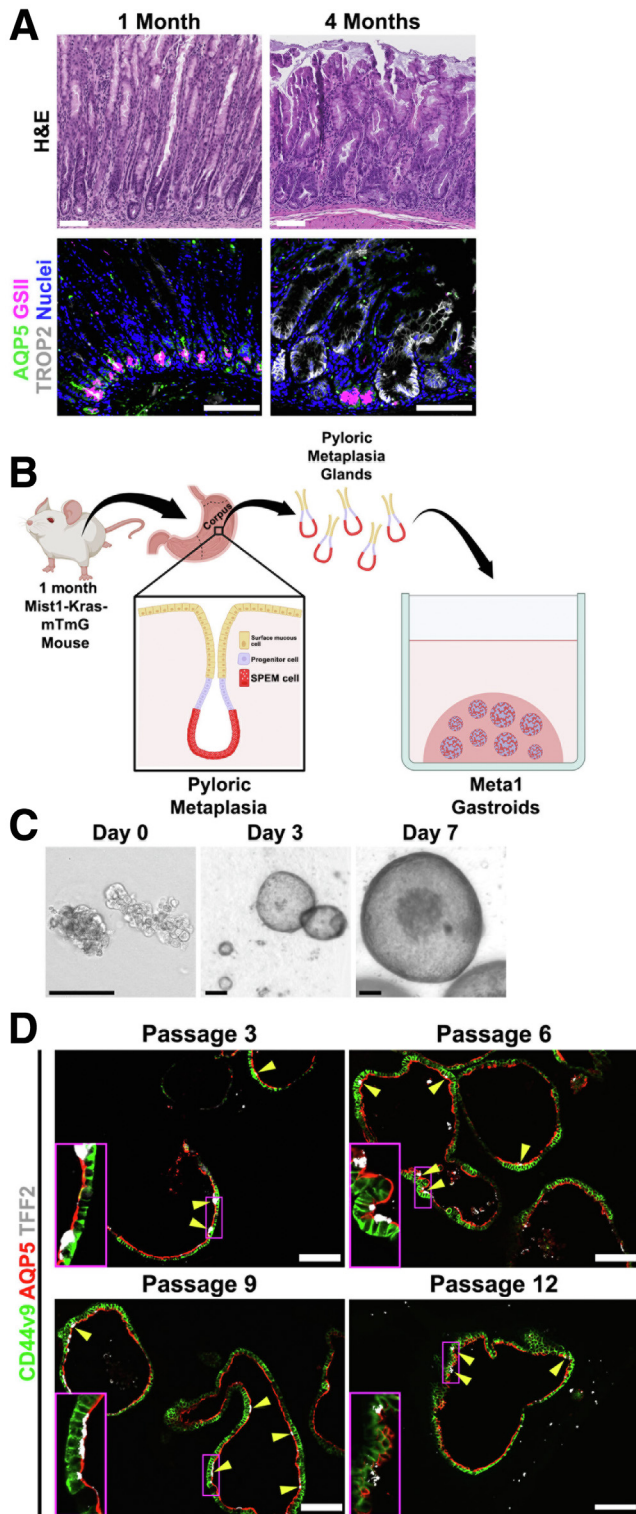 A
1 Month
4 Months
H&E
AQP5 GSII
TROP2 Nuclei
B
1 month
Mist1-Kras-
mTmG
Mouse
Corpus
Pyloric
Metaplasia
Glands
Surface mucous
cell
Progenitor cell
SPEM cell
Pyloric
Metaplasia
Meta1
Gastroids
C
Day 0
Day 3
Day 7
D
Passage 3
Passage 6
CD44v9 AQP5 TFF2
Passage 9
Passage 12